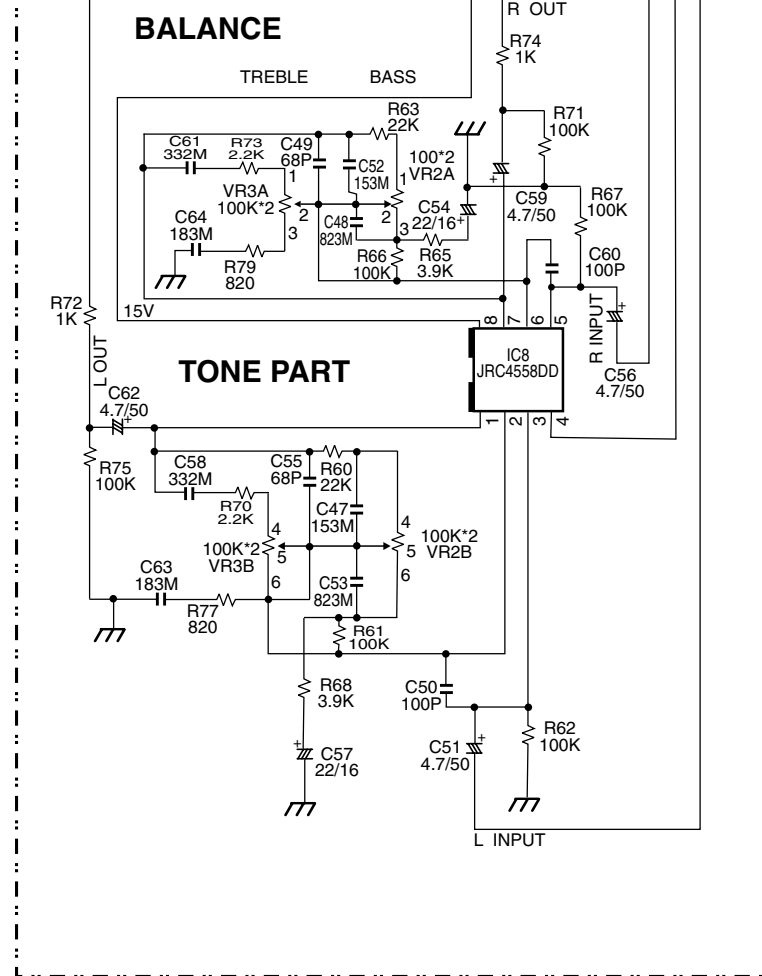 R OUT
BALANCE
R74
1K
TREBLE BASS
R63
22K
R71
100K
C61
332M
R73
2.2K
C49
68P
C52
153M
100*2
VR2A
1
1
VR3A
100K*2
2
2
3
3
C59
4.7/50
+
R67
100K
C64
183M
C48
823M
C54
22/16
+
R66
100K
R65
3.9K
C60
100P
R79
820
R72
1K
15V
8
7
6
5
R INPUT
+
IC8
JRC4558DD
C56
4.7/50
L OUT
TONE PART
C62
4.7/50
+
1
2
3
4
R75
100K
C58
332M
C55
68P
R60
22K
R70
2.2K
C47
153M
4
4
100K*2
VR3B
5
5
100K*2
VR2B
6
6
C63
183M
C53
823M
R77
820
R61
100K
R68
3.9K
C50
100P
+
C57
22/16
C51
4.7/50
+
R62
100K
L INPUT